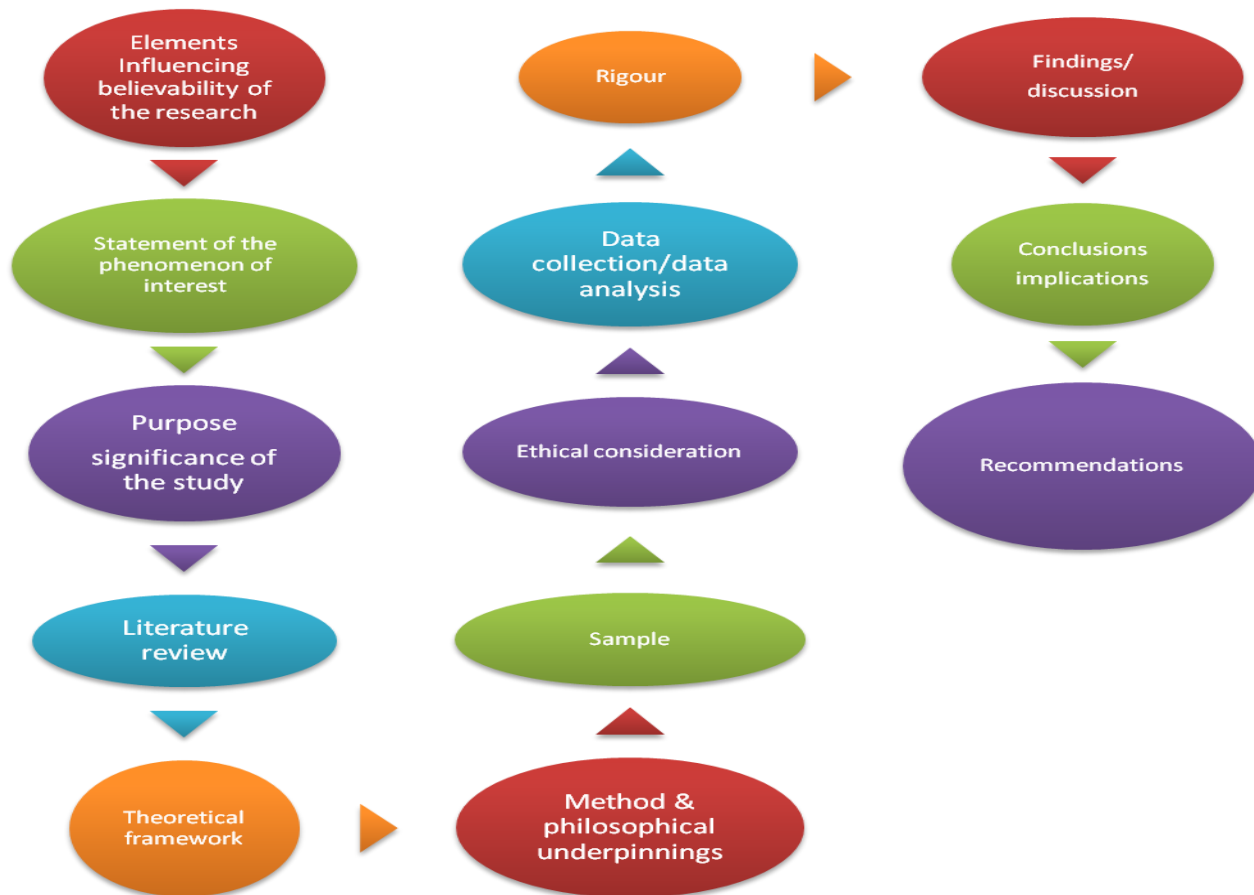 Elements
Influencing
believability of
the research
Statement of the
phenomenon of
interest
Purpose
significance of
the study
Literature
review
Theoretical
framework
Method &
philosophical
underpinnings
Sample
Ethical consideration
Data
collection/data
analysis
Rigour
Findings/
discussion
Conclusions
implications
Recommendations